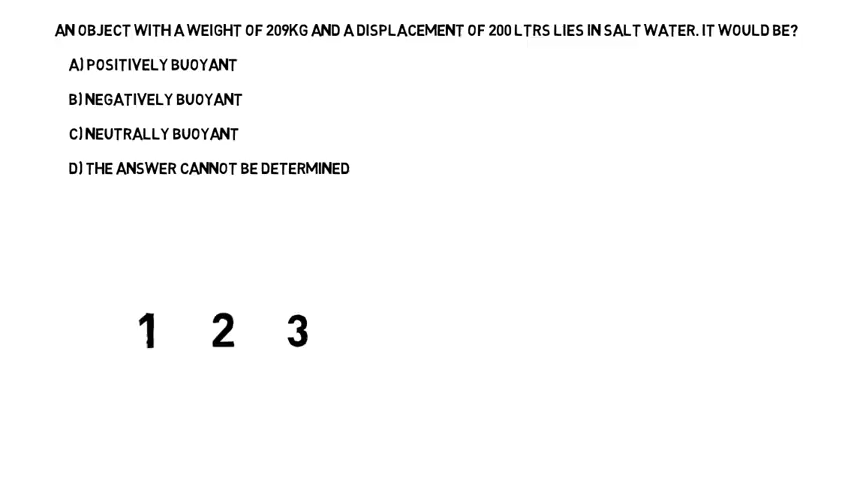 AN OBJECT WITH A WEIGHT OF 209KG AND A DISPLACEMENT OF 200 LTRS LIES IN SALT WATER. IT WOULD BE?
A) POSITIVELY BUOYANT
B) NEGATIVELY BUOYANT
C) NEUTRALLY BUOYANT
D) THE ANSWER CANNOT BE DETERMINED
1 2 3